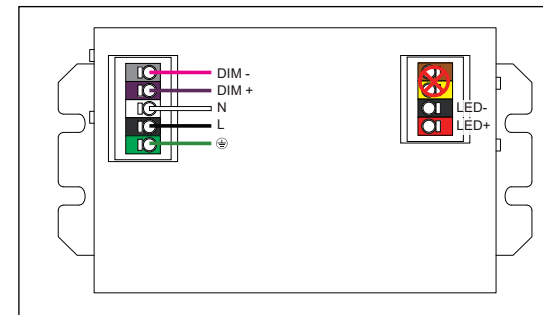 DIM -
DIM +
N
L
LED-
LED+